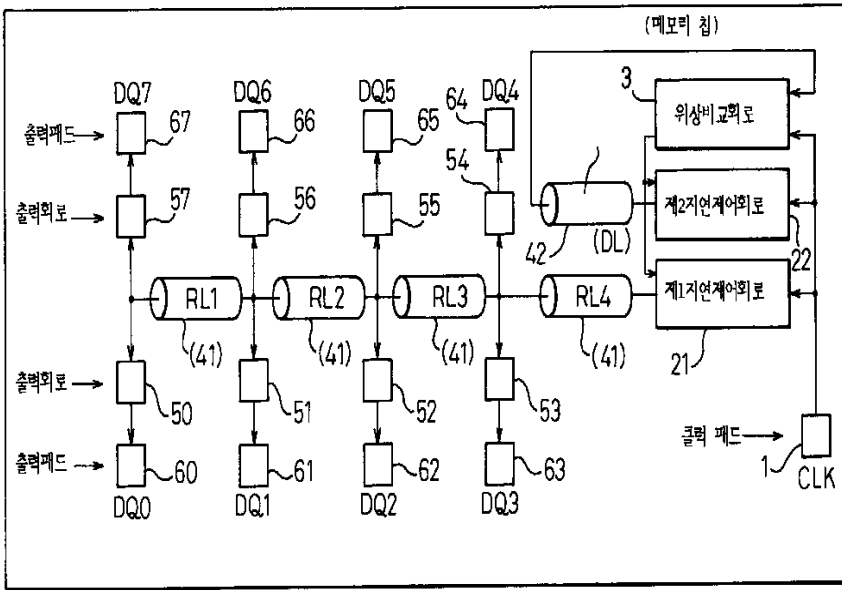 (메모리 칩)
DQ7 DQ6 DQ5 DQ4
3
출력패드 67 66 65 64
위상비교회로
54
출력회로 57 56 55
제2지연제어회로
42 (DL) 22
RL1 RL2 RL3 RL4 제1지연제어회로
(41) (41) (41) (41) 21
출력회로 50 51 52 53
클럭 패드
출력패드 60 61 62 63 1
DQ0 DQ1 DQ2 DQ3 CLK